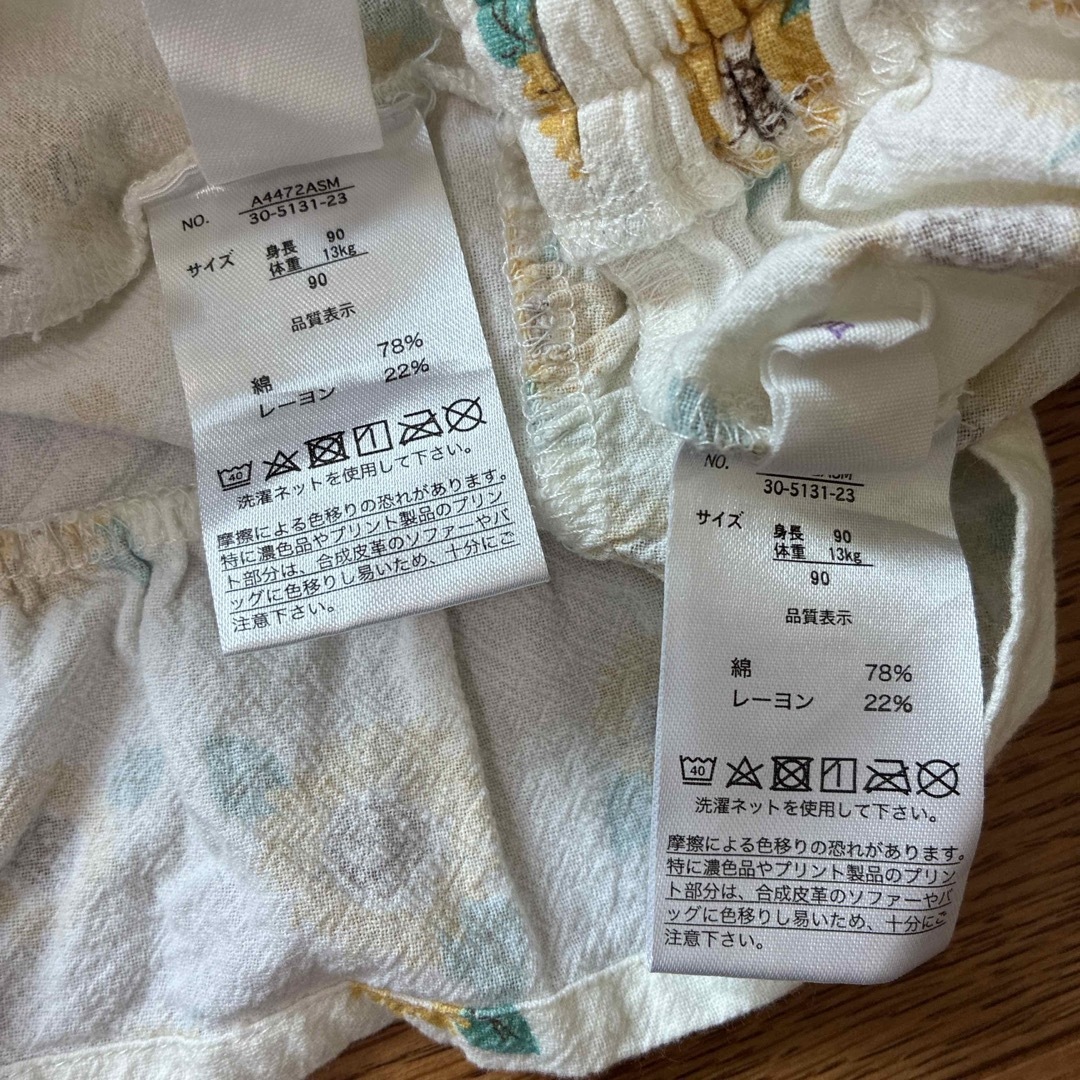 NO. A4472ASM
30-5131-23
サイズ 身長 90
体重 13kg
90
品質表示
綿 78%
レーヨン 22%
40
洗濯ネットを使用して下さい。
摩擦による色移りの恐れがあります。
特に濃色品やプリント製品のプリン
ト部分は、合成皮革のソファーやバ
ッグに色移りし易いため、十分にご
注意下さい。
NO.
30-5131-23
サイズ 身長 90
体重 13kg
90
品質表示
綿 78%
レーヨン 22%
40
洗濯ネットを使用して下さい。
摩擦による色移りの恐れがあります。
特に濃色品やプリント製品のプリン
ト部分は、合成皮革のソファーやバ
ッグに色移りし易いため、十分にご
注意下さい。